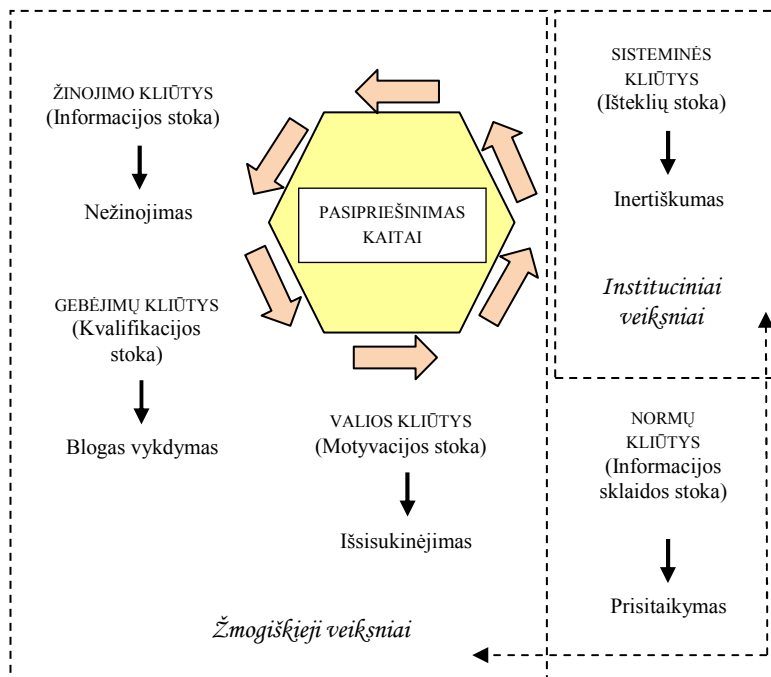 ŽINOJIMO KLIŪTYS
(Informacijos stoka)
Nežinojimas
GEBĖJIMŲ KLIŪTYS
(Kvalifikacijos
stoka)
Blogas vykdymas
PASIPRIEŠINIMAS
KAITAI
VALIOS KLIŪTYS
(Motyvacijos stoka)
Išsisukinėjimas
Žmogiškieji veiksniai
SISTEMINĖS
KLIŪTYS
(Išteklių stoka)
Inertiškumas
Instituciniai
veiksniai
NORMŲ
KLIŪTYS
(Informacijos
sklaidos stoka)
Prisitaikymas